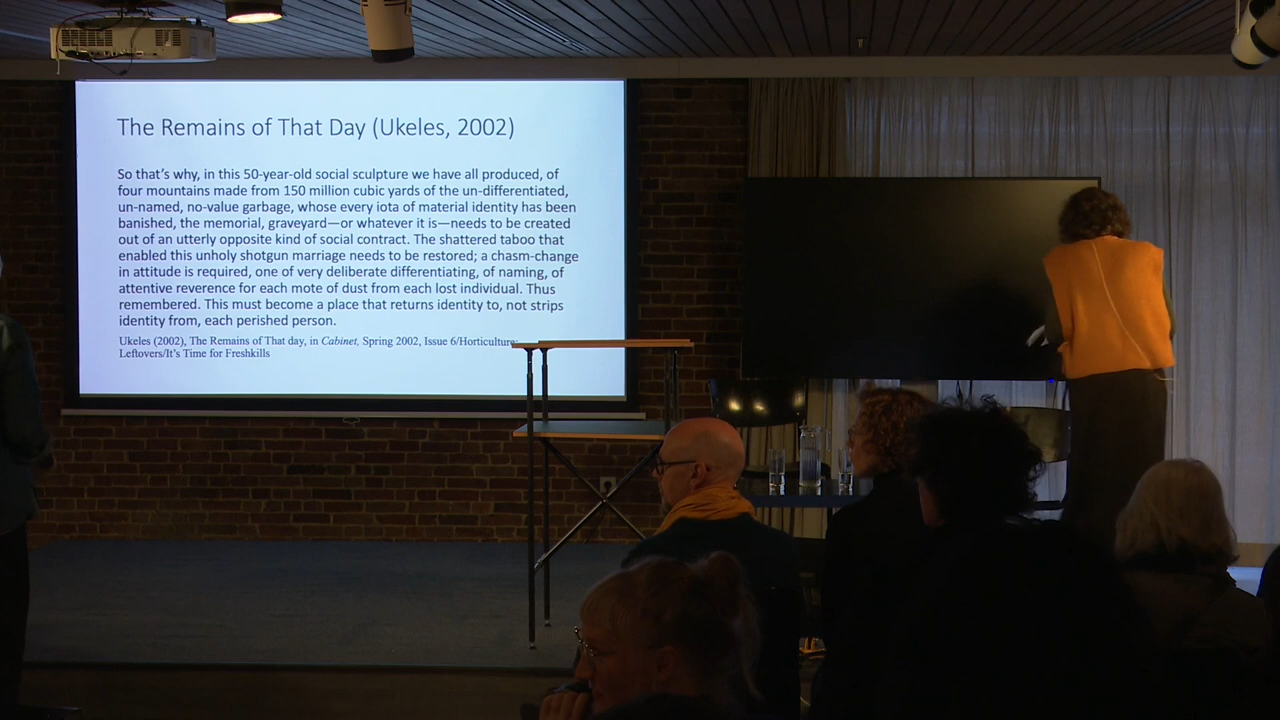 The Remains of That Day (Ukeles, 2002)
So that's why, in this 50-year-old social sculpture we have all produced, of
four mountains made from 150 million cubic yards of the un-differentiated,
un-named, no-value garbage, whose every iota of material identity has been
banished, the memorial, graveyard—or whatever it is—needs to be created
out of an utterly opposite kind of social contract. The shattered taboo that
enabled this unholy shotgun marriage needs to be restored; a chasm-change
in attitude is required, one of very deliberate differentiating, of naming, of
attentive reverence for each mote of dust from each lost individual. Thus
remembered. This must become a place that returns identity to, not strips
identity from, each perished person.
Ukeles (2002), The Remains of That day, in Cabinet, Spring 2002, Issue 6/Horticulture:
Leftovers/It's Time for Freshkills